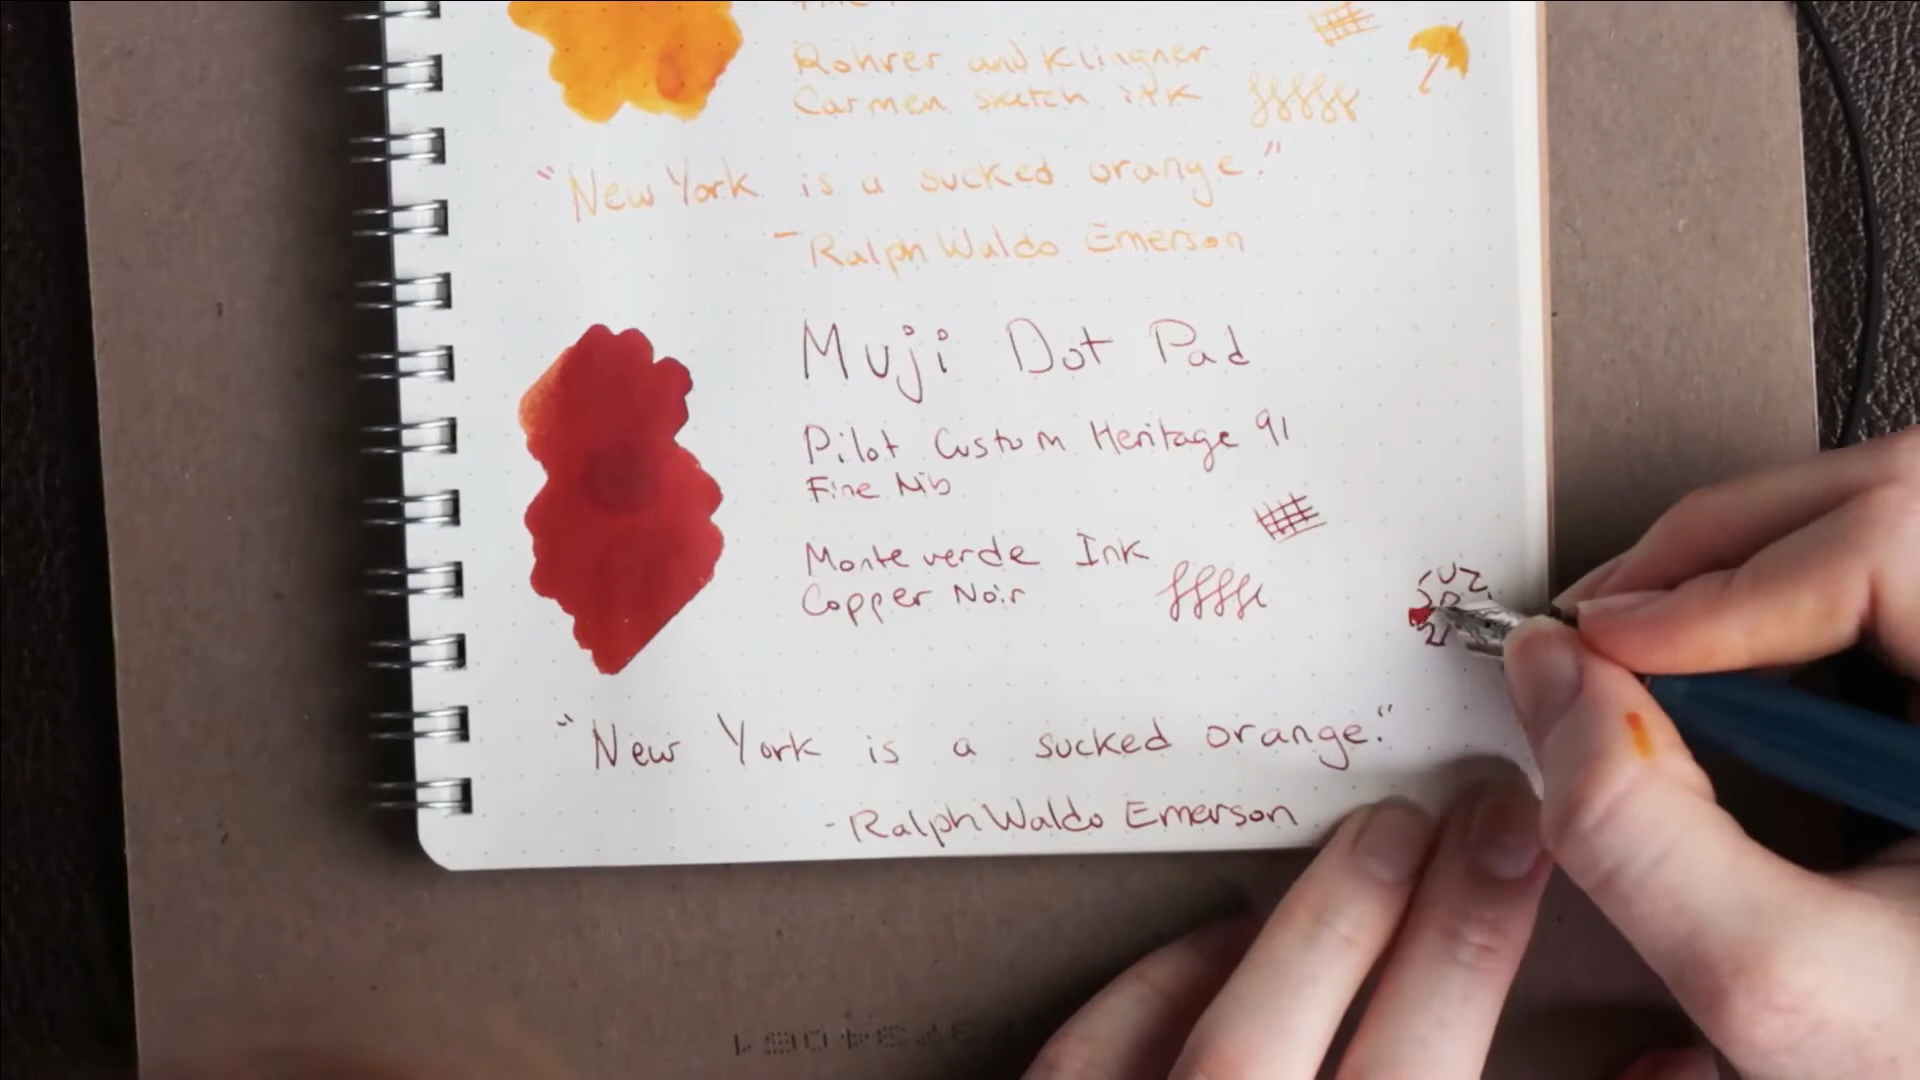 Rohrer and Klingner
Carmen sketch ink
"New York is a sucked orange."
- Ralph Waldo Emerson
Muji Dot Pad
Pilot Custom Heritage 91
Fine Nib
Monteverde Ink
Copper Noir
"New York is a sucked orange."
- Ralph Waldo Emerson